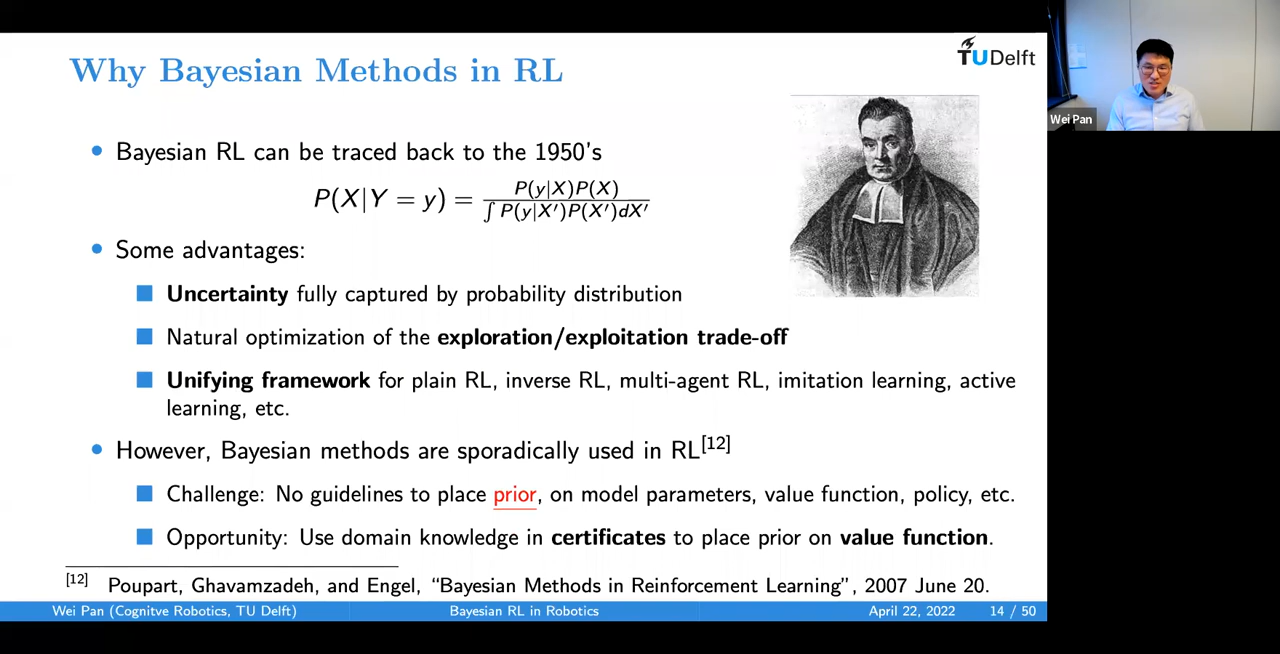 Why Bayesian Methods in RL
TUDelft
Wei Pan
• Bayesian RL can be traced back to the 1950's
P(X|Y = y) = P(y|X)P(X) / ∫ P(y|X′)P(X′)dX′
• Some advantages:
■ Uncertainty fully captured by probability distribution
■ Natural optimization of the exploration/exploitation trade-off
■ Unifying framework for plain RL, inverse RL, multi-agent RL, imitation learning, active
learning, etc.
• However, Bayesian methods are sporadically used in RL[12]
■ Challenge: No guidelines to place prior, on model parameters, value function, policy, etc.
■ Opportunity: Use domain knowledge in certificates to place prior on value function.
[12] Poupart, Ghavamzadeh, and Engel, “Bayesian Methods in Reinforcement Learning”, 2007 June 20.
Wei Pan (Cognitve Robotics, TU Delft) Bayesian RL in Robotics April 22, 2022 14 / 50